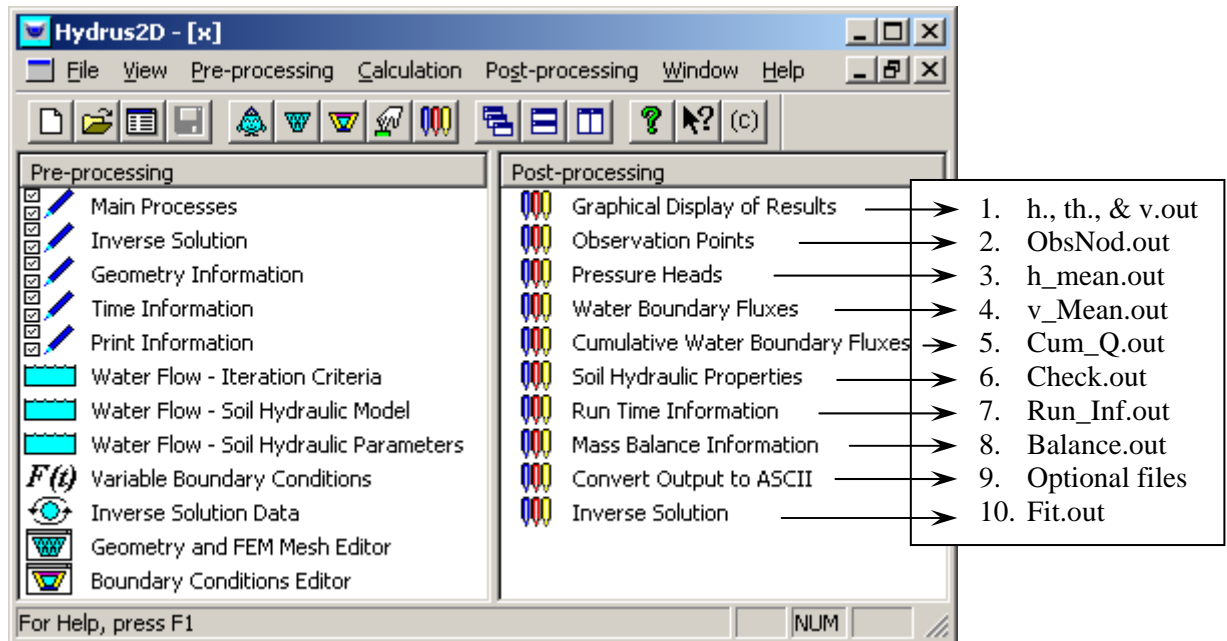 Hydrus2D - [x]
File View Pre-processing Calculation Post-processing Window Help
(C)
Pre-processing
Main Processes
Inverse Solution
Geometry Information
Time Information
Print Information
Water Flow - Iteration Criteria
Water Flow - Soil Hydraulic Model
Water Flow - Soil Hydraulic Parameters
F(t) Variable Boundary Conditions
Inverse Solution Data
Geometry and FEM Mesh Editor
Boundary Conditions Editor
Post-processing
Graphical Display of Results
Observation Points
Pressure Heads
Water Boundary Fluxes
Cumulative Water Boundary Fluxes
Soil Hydraulic Properties
Run Time Information
Mass Balance Information
Convert Output to ASCII
Inverse Solution
1. h., th., & v.out
2. ObsNod.out
3. h_mean.out
4. v_Mean.out
5. Cum_Q.out
6. Check.out
7. Run_Inf.out
8. Balance.out
9. Optional files
10. Fit.out
For Help, press F1
NUM